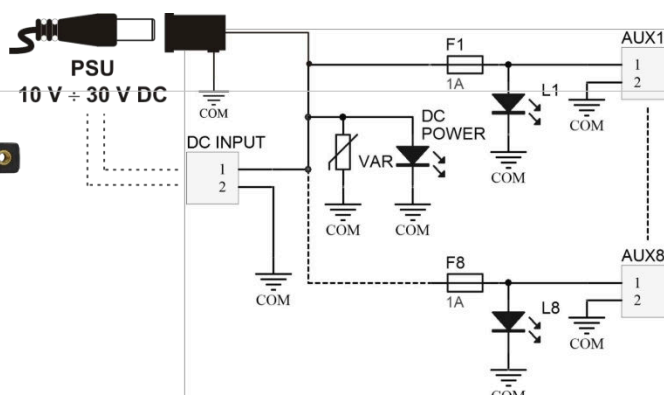 PSU
10 V ÷ 30 V DC
COM
DC INPUT
1
2
COM
VAR
COM
DC
POWER
COM
F1
1A
L1
COM
AUX1
1
2
COM
F8
1A
L8
COM
AUX8
1
2
COM